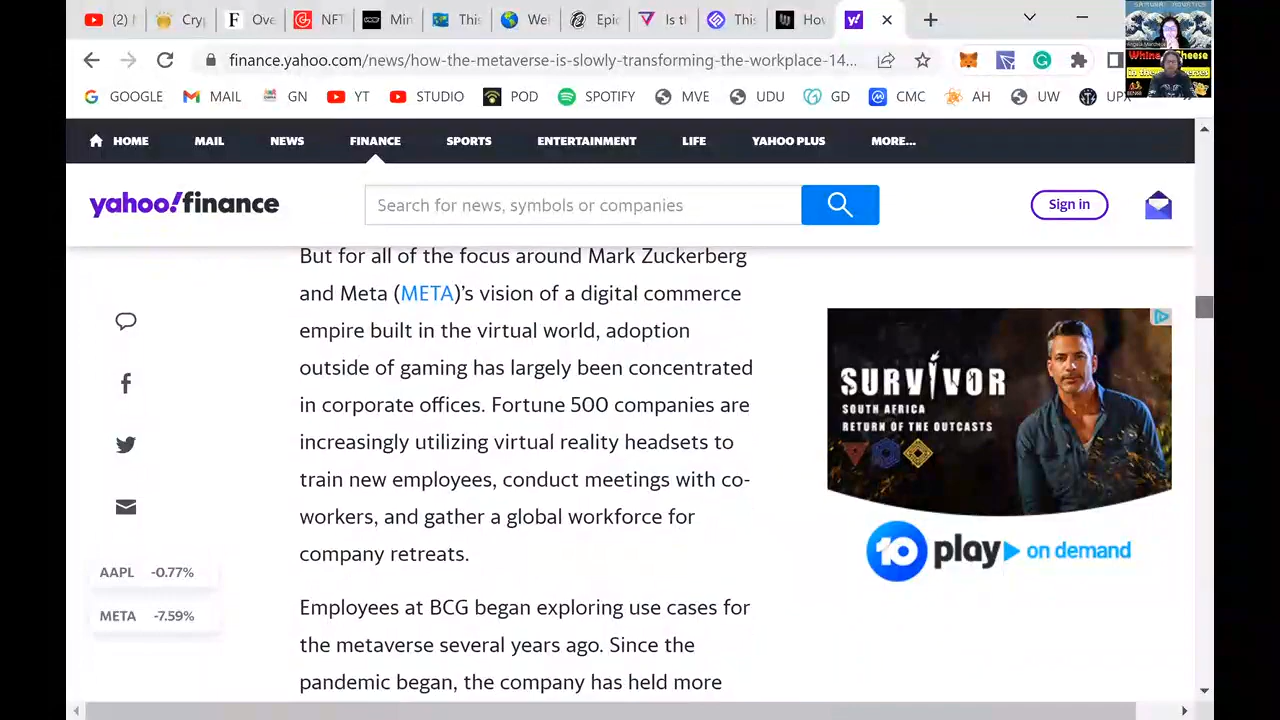 (2)
Cryp
Ove
NFT
Min
This
We
Epic
Is th
This
How
finance.yahoo.com/news/how-the-metaverse-is-slowly-transforming-the-workplace-14...
GOOGLE MAIL GN YT POD SPOTIFY GD CMC AH UW UPX
HOME MAIL NEWS FINANCE SPORTS ENTERTAINMENT LIFE YAHOO PLUS MORE...
yahoo!finance
Search for news, symbols or companies
Sign in
But for all of the focus around Mark Zuckerberg
and Meta (META)’s vision of a digital commerce
empire built in the virtual world, adoption
outside of gaming has largely been concentrated
in corporate offices. Fortune 500 companies are
increasingly utilizing virtual reality headsets to
train new employees, conduct meetings with co-
workers, and gather a global workforce for
company retreats.
Employees at BCG began exploring use cases for
the metaverse several years ago. Since the
pandemic began, the company has held more
AAPL -0.77%
META -7.59%
SURVIVOR
SOUTH AFRICA
RETURN OF THE OUTCASTS
10 play on demand